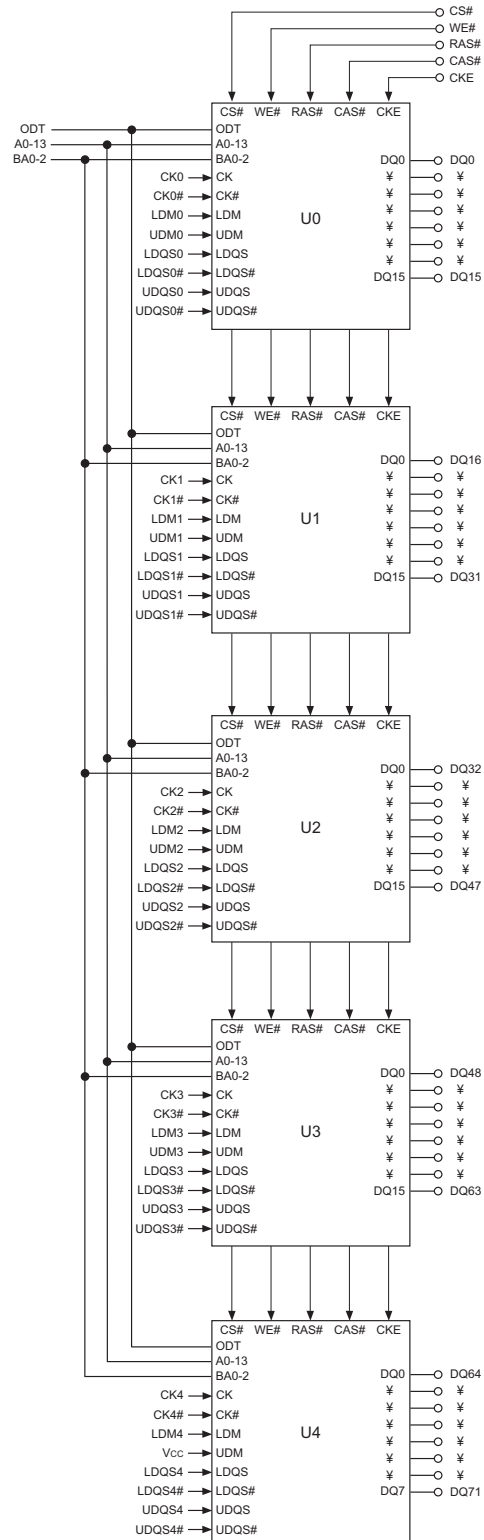 CS#
WE#
RAS#
CAS#
CKE
CS# WE# RAS# CAS# CKE
ODT ODT
A0-13 A0-13
BA0-2 BA0-2 DQ0 DQ0
CK0 CK ¥ ¥
CK0# CK# ¥ ¥
LDM0 LDM ¥ ¥
UDM0 UDM U0 ¥ ¥
LDQS0 LDQS ¥ ¥
LDQS0# LDQS# ¥ ¥
UDQS0 UDQS DQ15 DQ15
UDQS0# UDQS#
CS# WE# RAS# CAS# CKE
ODT
A0-13
BA0-2 DQ0 DQ16
CK1 CK ¥ ¥
CK1# CK# ¥ ¥
LDM1 LDM ¥ ¥
UDM1 UDM U1 ¥ ¥
LDQS1 LDQS ¥ ¥
LDQS1# LDQS# ¥ ¥
UDQS1 UDQS DQ15 DQ31
UDQS1# UDQS#
CS# WE# RAS# CAS# CKE
ODT
A0-13
BA0-2 DQ0 DQ32
CK2 CK ¥ ¥
CK2# CK# ¥ ¥
LDM2 LDM ¥ ¥
UDM2 UDM U2 ¥ ¥
LDQS2 LDQS ¥ ¥
LDQS2# LDQS# ¥ ¥
UDQS2 UDQS DQ15 DQ47
UDQS2# UDQS#
CS# WE# RAS# CAS# CKE
ODT
A0-13
BA0-2 DQ0 DQ48
CK3 CK ¥ ¥
CK3# CK# ¥ ¥
LDM3 LDM ¥ ¥
UDM3 UDM U3 ¥ ¥
LDQS3 LDQS ¥ ¥
LDQS3# LDQS# ¥ ¥
UDQS3 UDQS DQ15 DQ63
UDQS3# UDQS#
CS# WE# RAS# CAS# CKE
ODT
A0-13
BA0-2 DQ0 DQ64
CK4 CK ¥ ¥
CK4# CK# ¥ ¥
LDM4 LDM ¥ ¥
VCC UDM U4 ¥ ¥
LDQS4 LDQS ¥ ¥
LDQS4# LDQS# ¥ ¥
UDQS4 UDQS DQ7 DQ71
UDQS4# UDQS#